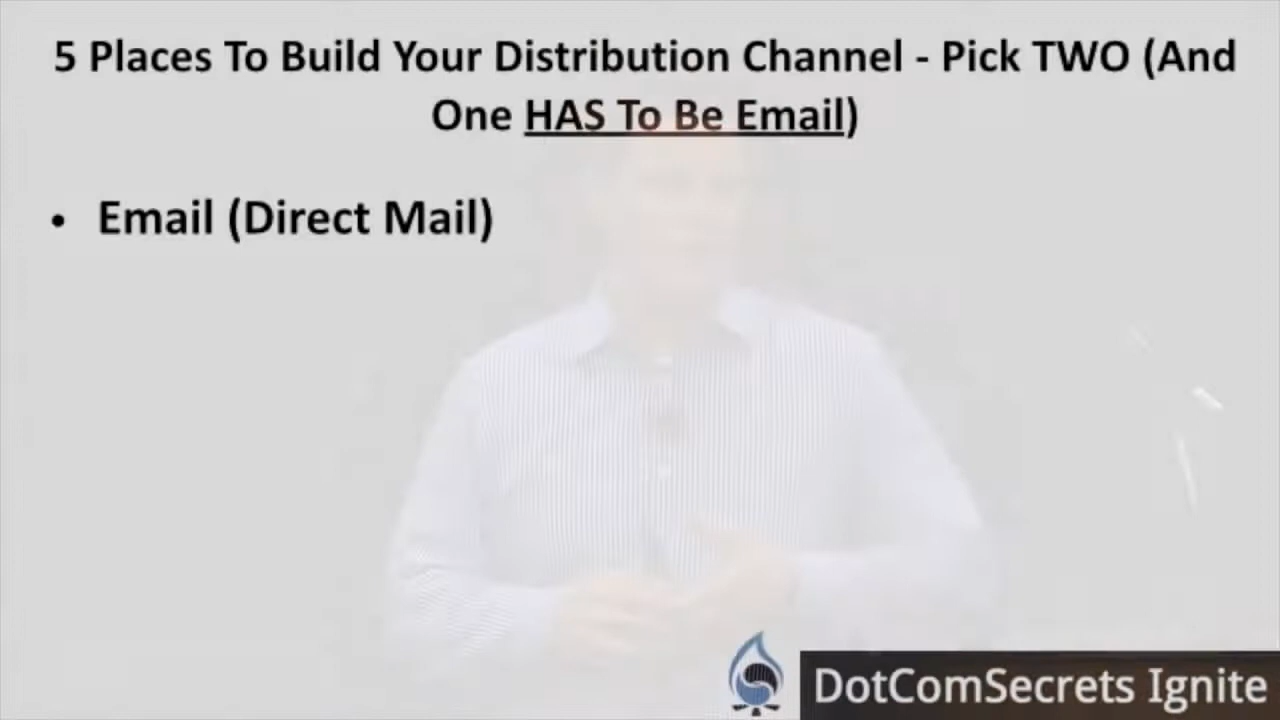 5 Places To Build Your Distribution Channel - Pick TWO (And
One HAS To Be Email)
• Email (Direct Mail)
DotComSecrets Ignite